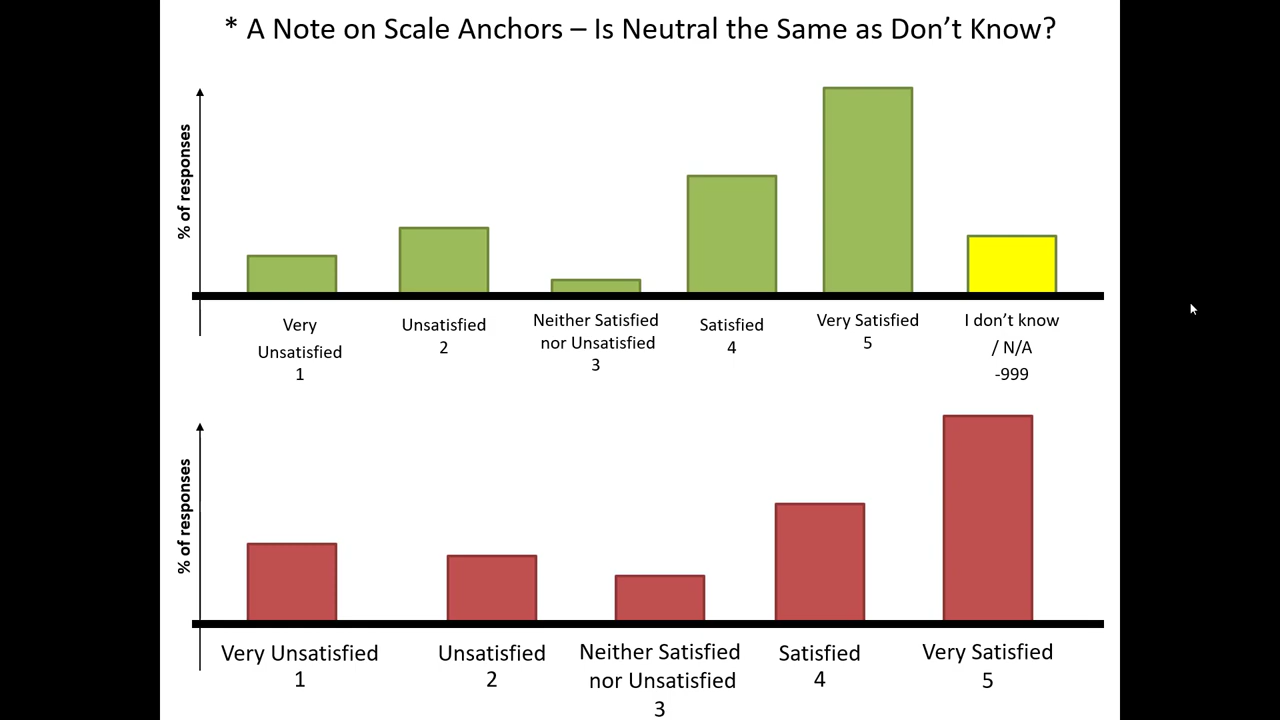 * A Note on Scale Anchors – Is Neutral the Same as Don’t Know?
% of responses
Very
Unsatisfied
1
Unsatisfied
2
Neither Satisfied
nor Unsatisfied
3
Satisfied
4
Very Satisfied
5
I don’t know
/ N/A
-999
% of responses
Very Unsatisfied
1
Unsatisfied
2
Neither Satisfied
nor Unsatisfied
3
Satisfied
4
Very Satisfied
5